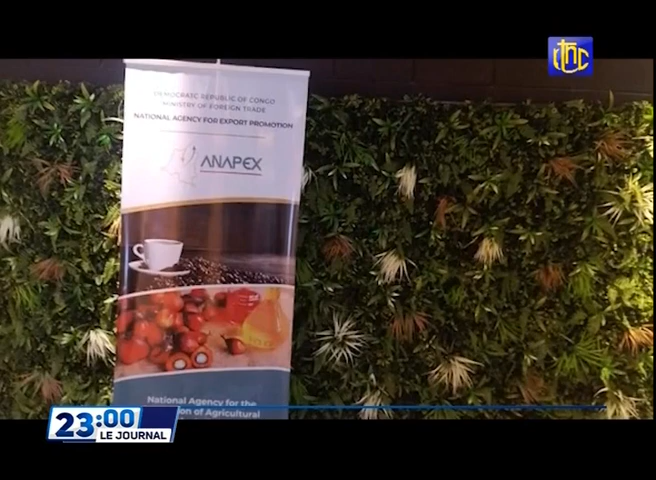 rtnc
DEMOCRATIC REPUBLIC OF CONGO
MINISTRY OF FOREIGN TRADE
NATIONAL AGENCY FOR EXPORT PROMOTION
ANAPEX
National Agency for the
of Agricultural
23:00
LE JOURNAL